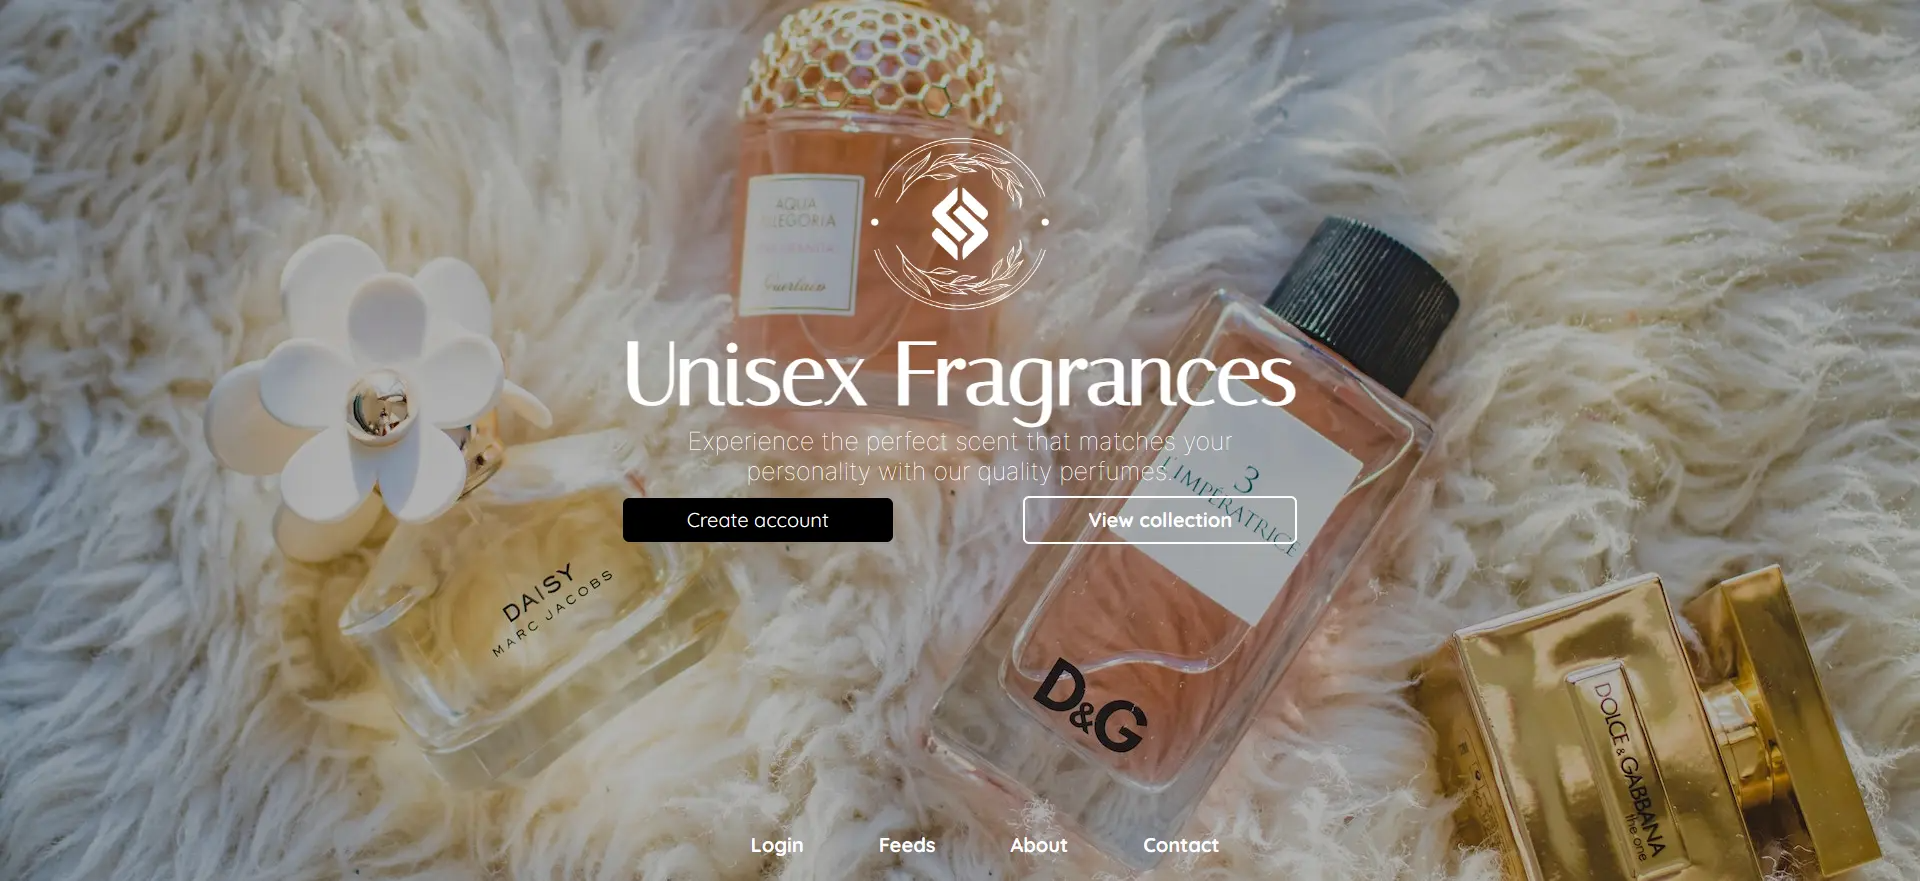 AQUA
ALLEGORIA
Guerlain
Unisex Fragrances
Experience the perfect scent that matches your
personality with our quality perfumes.
Create account
View collection
3
L'IMPÉRATRICE
DAISY
MARC JACOBS
D&G
DOLCE & GABBANA
the one
Login
Feeds
About
Contact